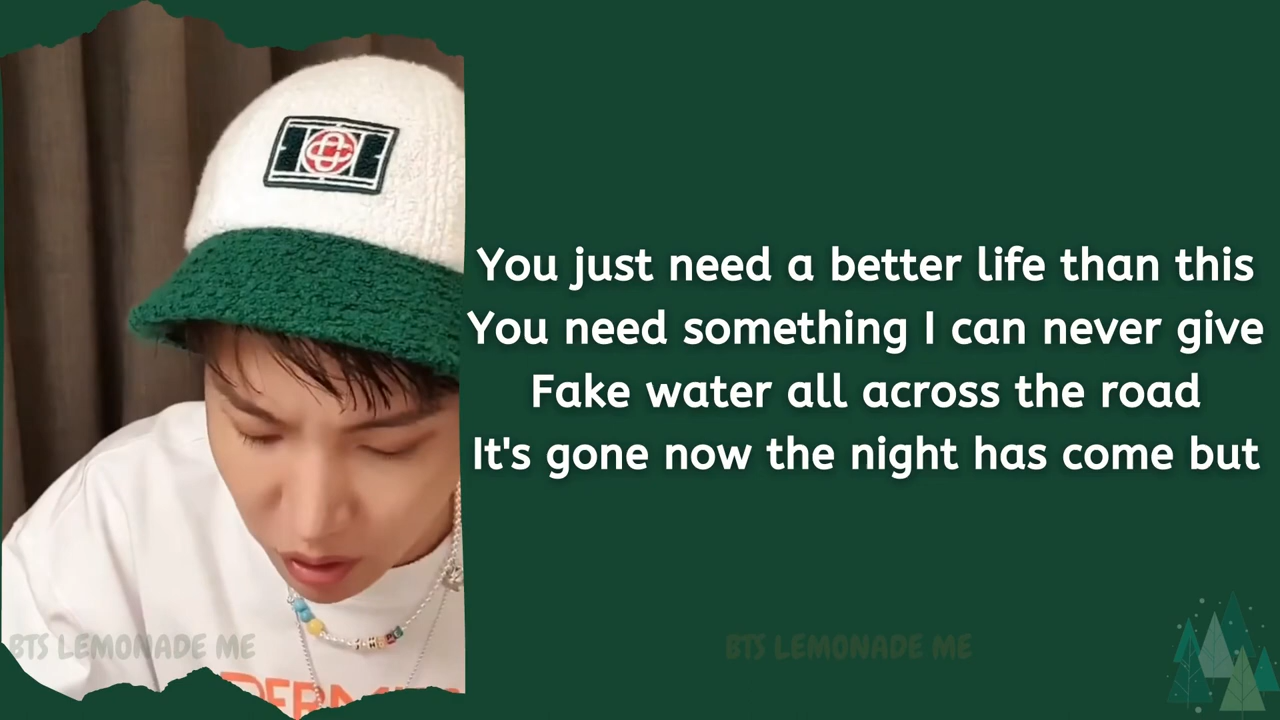 You just need a better life than this
You need something I can never give
Fake water all across the road
It's gone now the night has come but
BTS LEMONADE ME
BTS LEMONADE ME